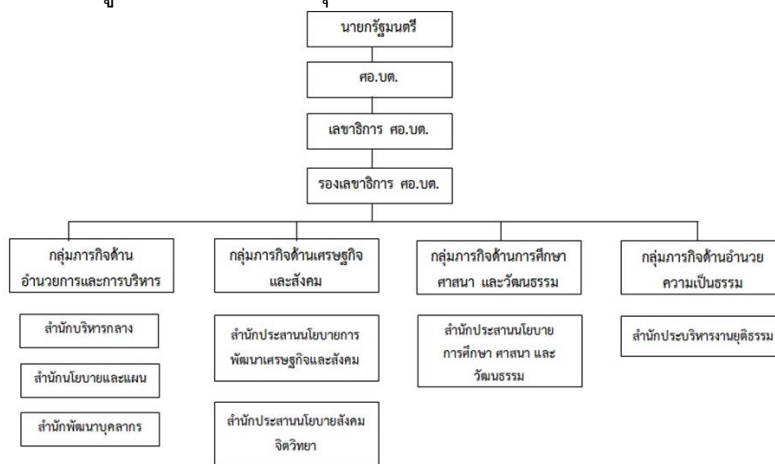 นายกรัฐมนตรี
ศอ.บต.
เลขาธิการ ศอ.บต.
รองเลขาธิการ ศอ.บต.
กลุ่มภารกิจด้าน
อำนวยการและการบริหาร
กลุ่มภารกิจด้านเศรษฐกิจ
และสังคม
กลุ่มภารกิจด้านการศึกษา
ศาสนา และวัฒนธรรม
กลุ่มภารกิจด้านอำนวย
ความเป็นธรรม
สำนักบริหารกลาง
สำนักนโยบายและแผน
สำนักพัฒนาบุคลากร
สำนักประสานนโยบายการ
พัฒนาเศรษฐกิจและสังคม
สำนักประสานนโยบายสังคม
จิตวิทยา
สำนักประสานนโยบาย
การศึกษา ศาสนา และ
วัฒนธรรม
สำนักประบริหารงานยุติธรรม